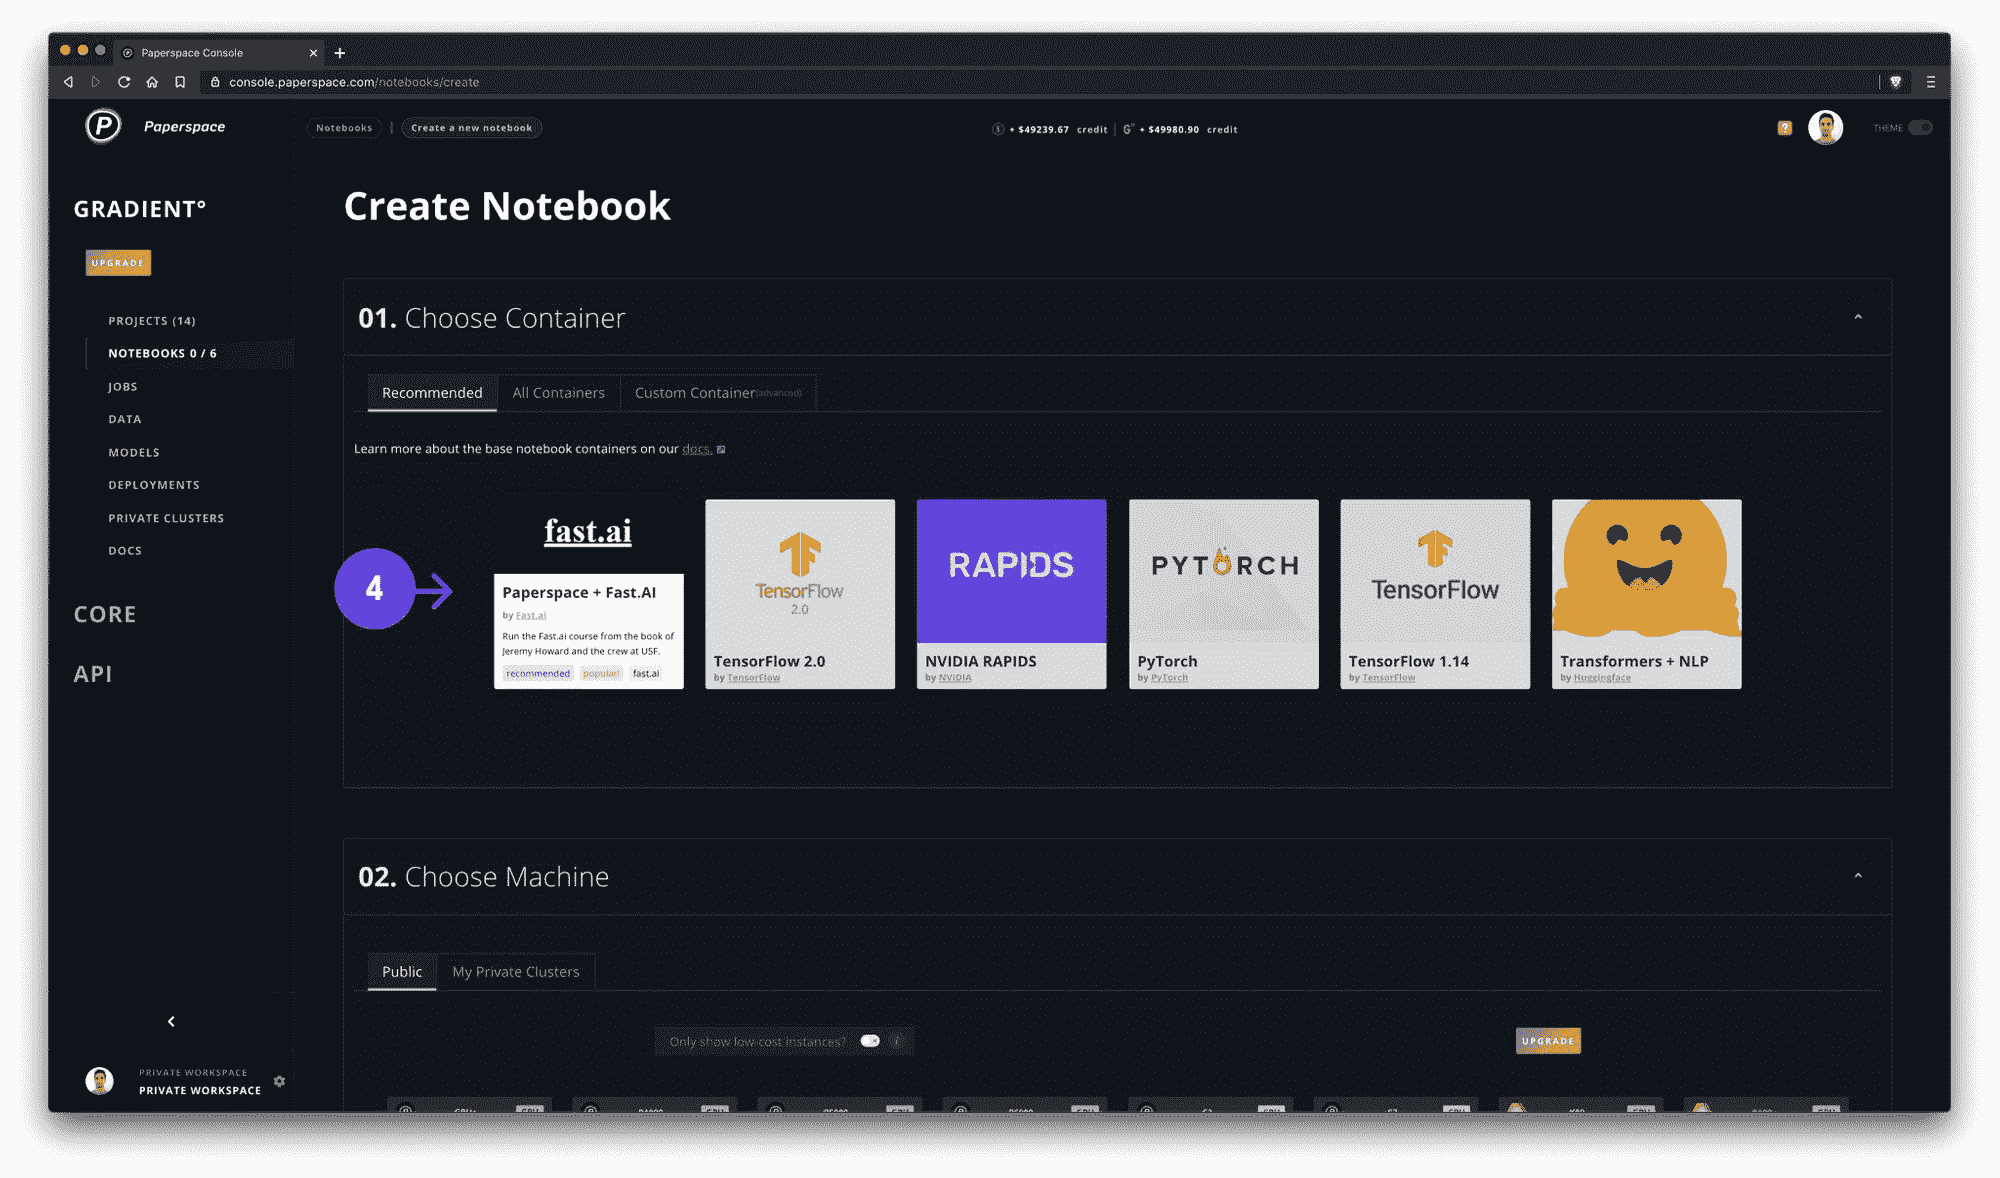 Paperspace Console
console.paperspace.com/notebooks/create
Paperspace
Notebooks | Create a new notebook
+ $49239.67 credit | G° + $49980.90 credit
THEME
GRADIENT°
UPGRADE
PROJECTS (14)
NOTEBOOKS 0 / 6
JOBS
DATA
MODELS
DEPLOYMENTS
PRIVATE CLUSTERS
DOCS
CORE
API
PRIVATE WORKSPACE
PRIVATE WORKSPACE
Create Notebook
01. Choose Container
Recommended
All Containers
Custom Container(advanced)
Learn more about the base notebook containers on our docs.
4
fast.ai
Paperspace + Fast.AI
by Fast.ai
Run the Fast.ai course from the book of
Jeremy Howard and the crew at USF.
recommended popular! fast.ai
TensorFlow
2.0
TensorFlow 2.0
by TensorFlow
RAPIDS
NVIDIA RAPIDS
by NVIDIA
PYTORCH
PyTorch
by PyTorch
TensorFlow
TensorFlow 1.14
by TensorFlow
Transformers + NLP
by Huggingface
02. Choose Machine
Public
My Private Clusters
Only show low-cost instances?
UPGRADE